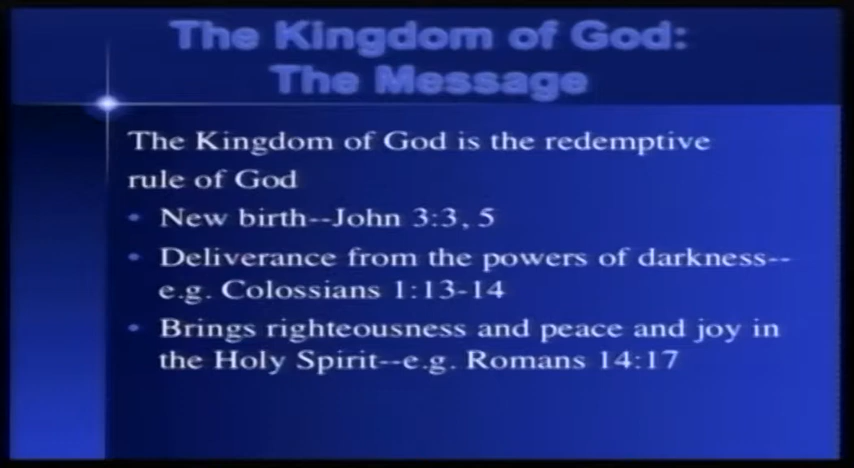 The Kingdom of God:
The Message
The Kingdom of God is the redemptive
rule of God
• New birth--John 3:3, 5
• Deliverance from the powers of darkness--
e.g. Colossians 1:13-14
• Brings righteousness and peace and joy in
the Holy Spirit--e.g. Romans 14:17